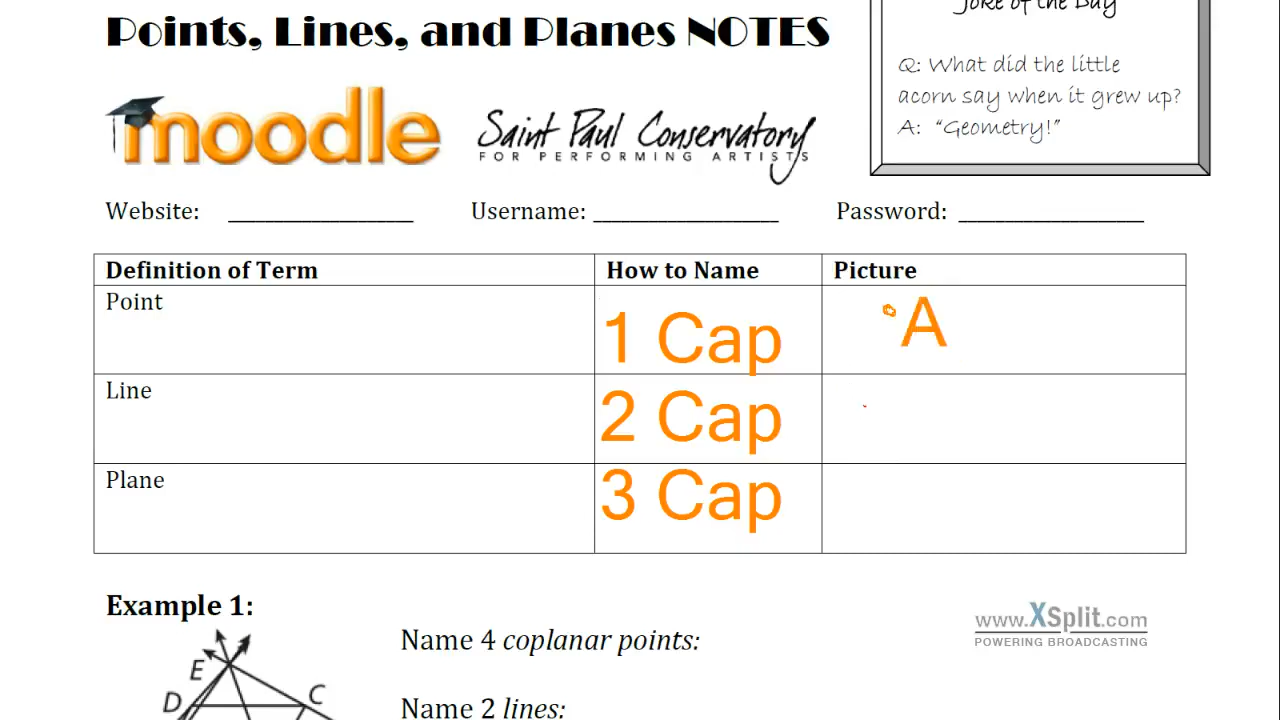 Points, Lines, and Planes NOTES
Joke of the Day
Q: What did the little
acorn say when it grew up?
A: "Geometry!"
moodle
Saint Paul Conservatory
FOR PERFORMING ARTISTS
Website: ____________________ Username: ____________________ Password: ____________________
Definition of Term How to Name Picture
Point 1 Cap A
Line 2 Cap
Plane 3 Cap
Example 1:
www.XSplit.com
POWERING BROADCASTING
Name 4 coplanar points:
E
D C
Name 2 lines: